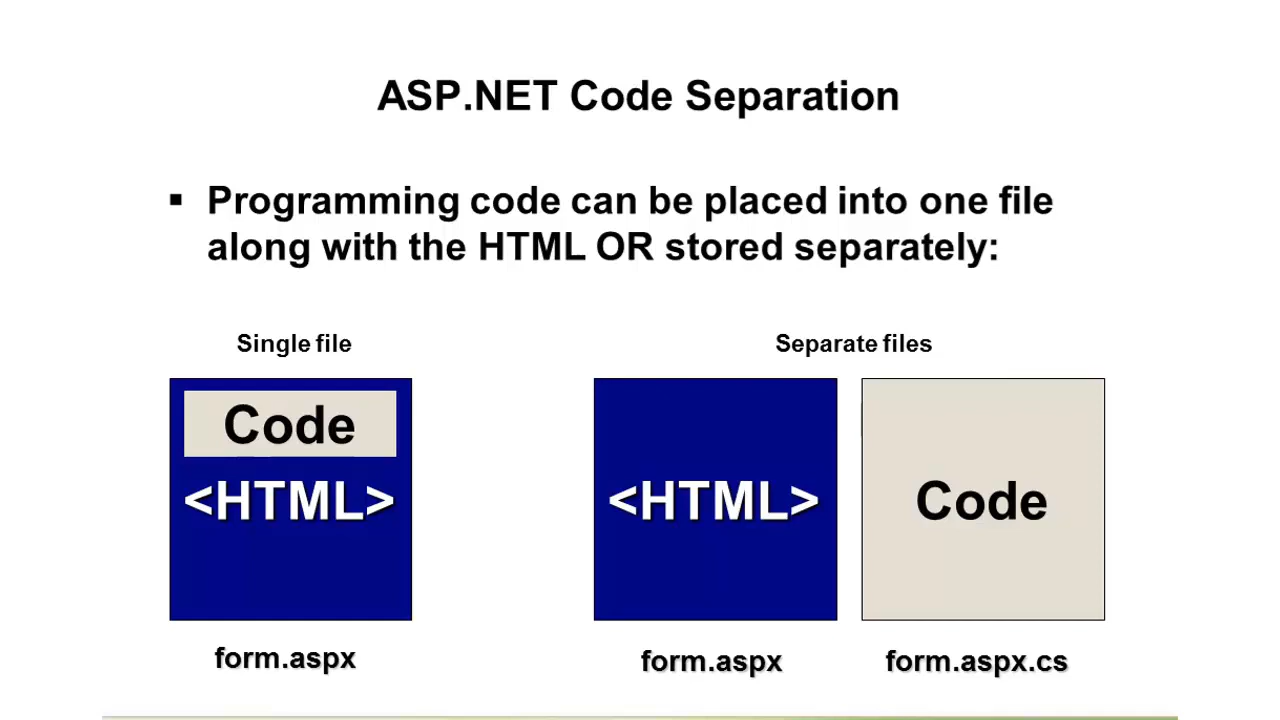 ASP.NET Code Separation
▪ Programming code can be placed into one file
along with the HTML OR stored separately:
Single file
Separate files
Code
<HTML>
<HTML>
Code
form.aspx
form.aspx
form.aspx.cs